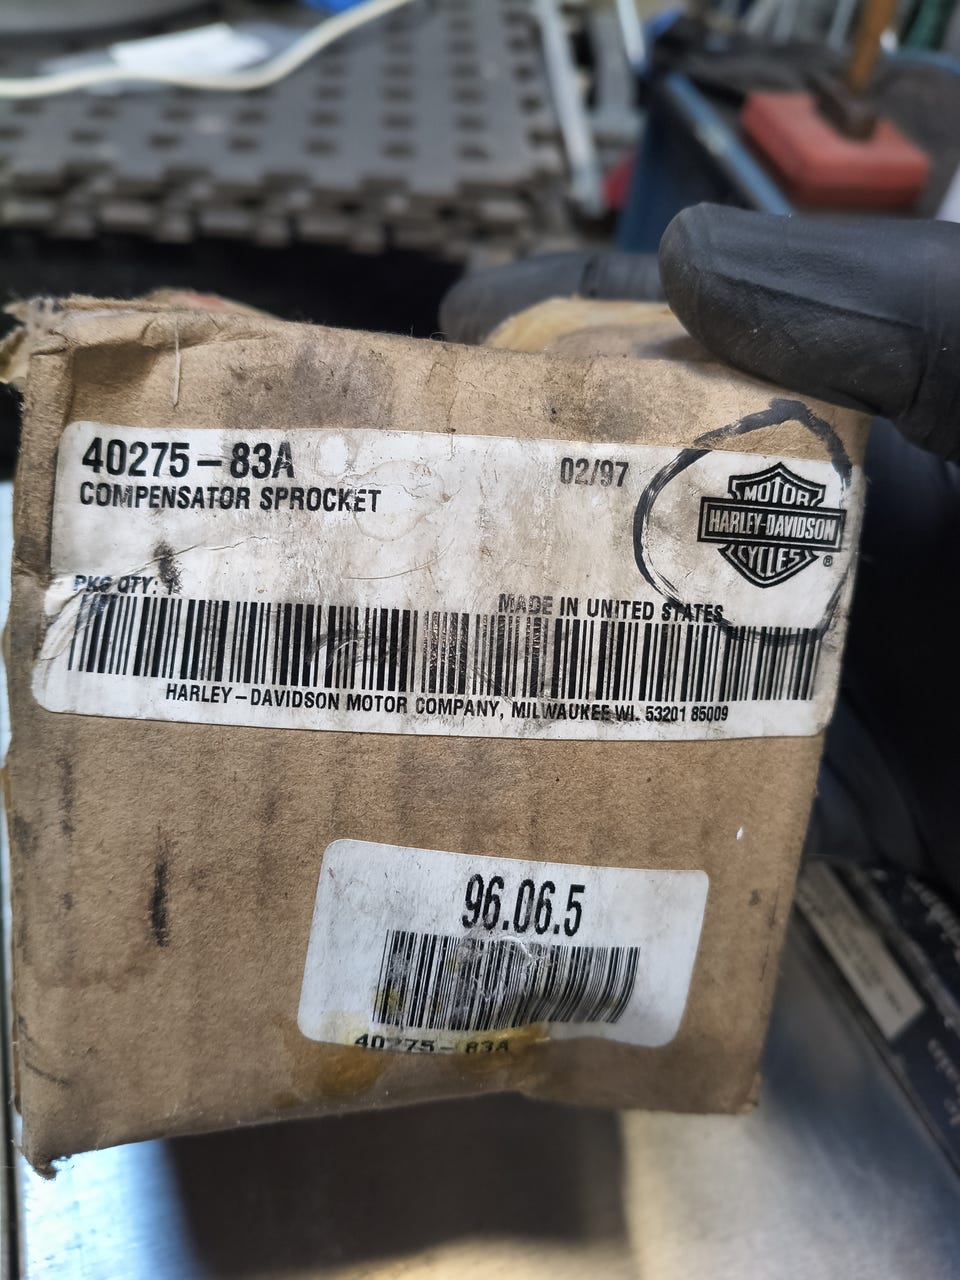 40275-83A
COMPENSATOR SPROCKET
02/97
MOTOR
HARLEY-DAVIDSON
CYCLES
®
PKG QTY: 1
MADE IN UNITED STATES
HARLEY-DAVIDSON MOTOR COMPANY, MILWAUKEE WI. 53201 85009
96.06.5
40275-83A